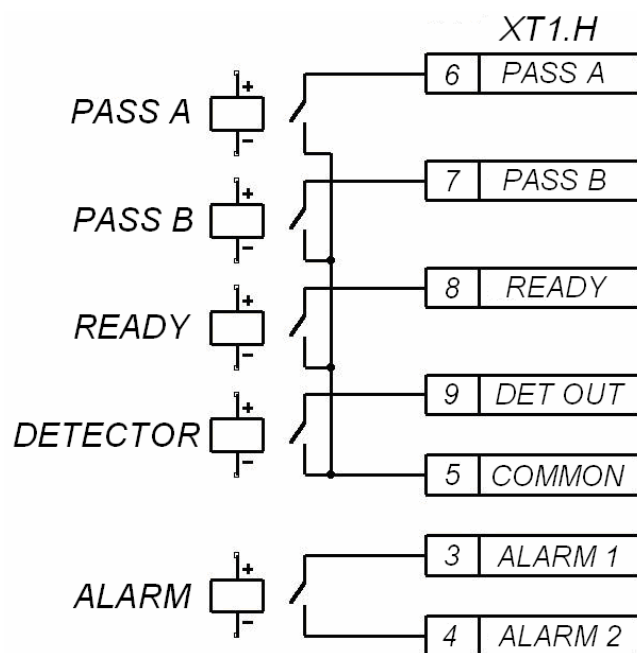 XT1.H
6 PASS A
PASS A + -
7 PASS B
PASS B + -
8 READY
READY + -
9 DET OUT
DETECTOR + -
5 COMMON
3 ALARM 1
ALARM + -
4 ALARM 2